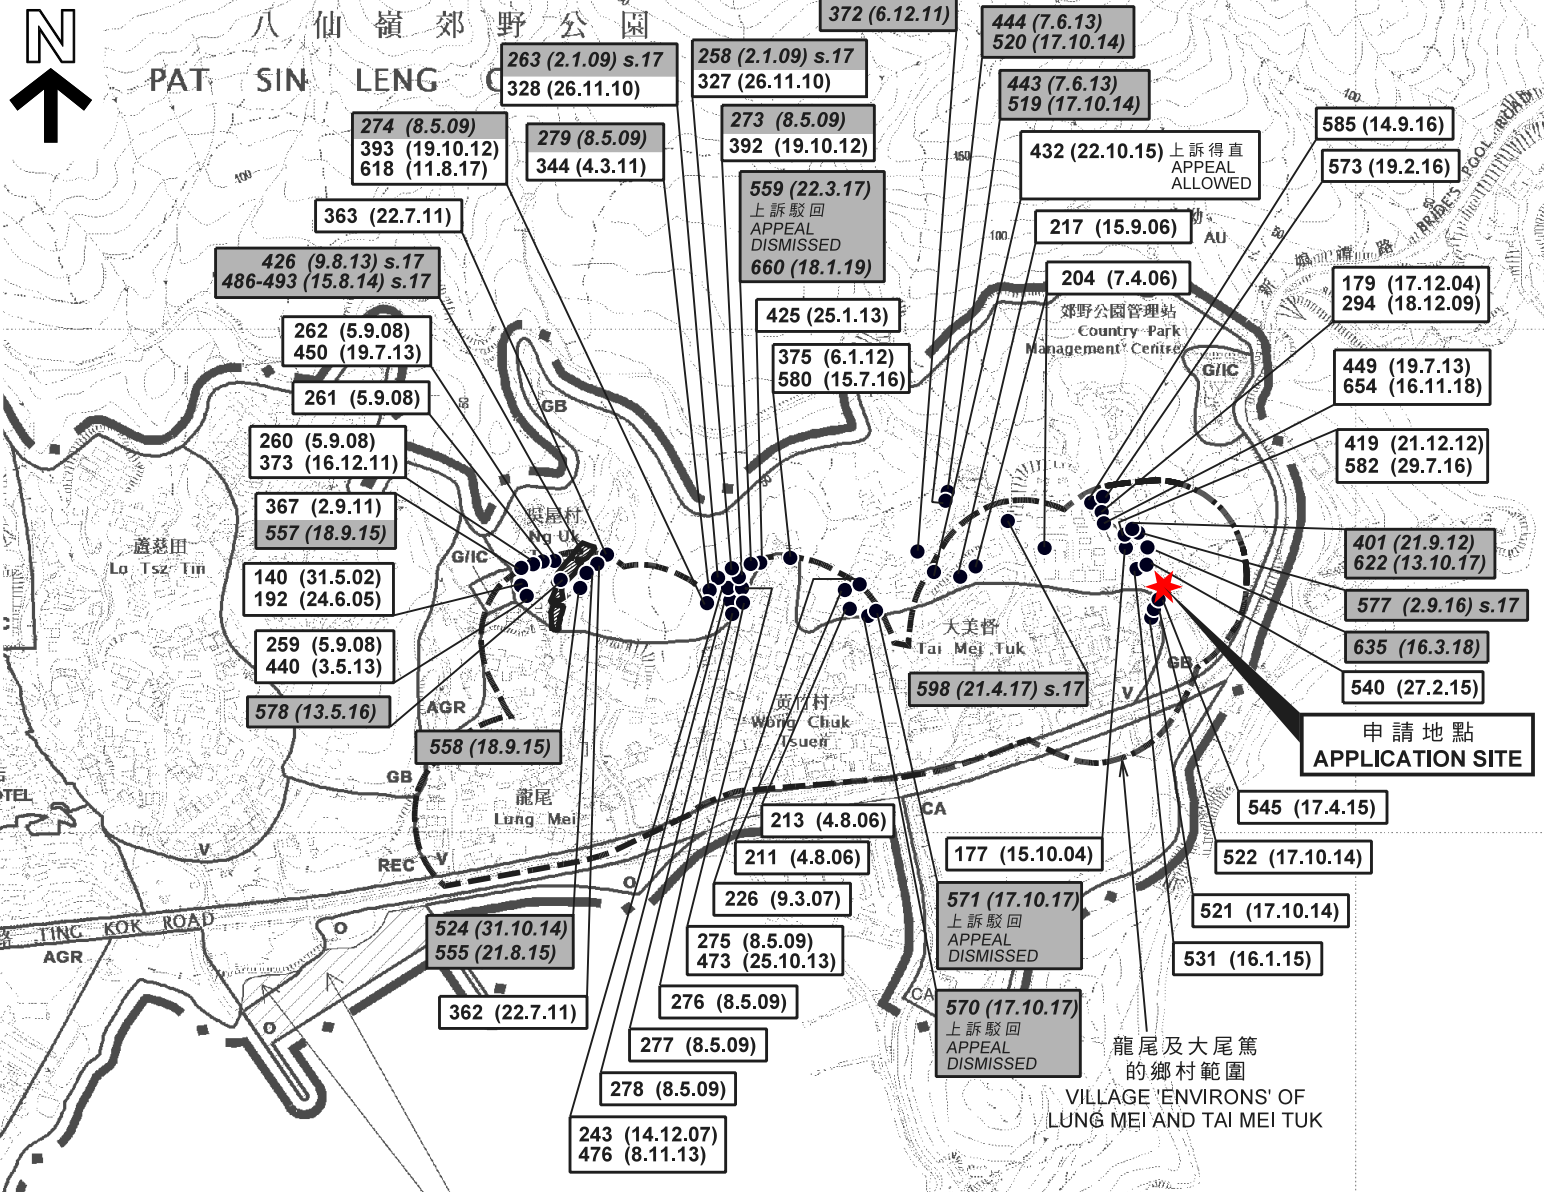 N
八仙嶺郊野公園
PAT SIN LENG C
372 (6.12.11)
444 (7.6.13)
520 (17.10.14)
263 (2.1.09) s.17
328 (26.11.10)
258 (2.1.09) s.17
327 (26.11.10)
443 (7.6.13)
519 (17.10.14)
274 (8.5.09)
393 (19.10.12)
618 (11.8.17)
279 (8.5.09)
344 (4.3.11)
273 (8.5.09)
392 (19.10.12)
585 (14.9.16)
432 (22.10.15) 上訴得直
APPEAL
ALLOWED
573 (19.2.16)
BRIDE'S POOL ROAD
559 (22.3.17)
上訴駁回
APPEAL
DISMISSED
660 (18.1.19)
363 (22.7.11)
217 (15.9.06)
AU
426 (9.8.13) s.17
486-493 (15.8.14) s.17
204 (7.4.06)
179 (17.12.04)
294 (18.12.09)
425 (25.1.13)
郊野公園管理站
Country Park
Management Centre
262 (5.9.08)
450 (19.7.13)
375 (6.1.12)
580 (15.7.16)
449 (19.7.13)
654 (16.11.18)
G/IC
261 (5.9.08)
GB
260 (5.9.08)
373 (16.12.11)
419 (21.12.12)
582 (29.7.16)
367 (2.9.11)
557 (18.9.15)
吳屋村
Ng Uk
蘆慈田
Lo Tsz Tin
G/IC
401 (21.9.12)
622 (13.10.17)
140 (31.5.02)
192 (24.6.05)
577 (2.9.16) s.17
259 (5.9.08)
440 (3.5.13)
大美督
Tai Mei Tuk
635 (16.3.18)
GB
598 (21.4.17) s.17
540 (27.2.15)
V
578 (13.5.16)
AGR
黃竹村
Wong Chuk
Tsuen
申請地點
APPLICATION SITE
558 (18.9.15)
GB
TEL
龍尾
Lung Mei
545 (17.4.15)
CA
213 (4.8.06)
V
REC
V
211 (4.8.06)
177 (15.10.04)
522 (17.10.14)
O
226 (9.3.07)
571 (17.10.17)
上訴駁回
APPEAL
DISMISSED
521 (17.10.14)
路 TING KOK ROAD
O
524 (31.10.14)
555 (21.8.15)
275 (8.5.09)
473 (25.10.13)
AGR
531 (16.1.15)
362 (22.7.11)
276 (8.5.09)
CA
570 (17.10.17)
上訴駁回
APPEAL
DISMISSED
O
277 (8.5.09)
278 (8.5.09)
龍尾及大尾篤
的鄉村範圍
VILLAGE 'ENVIRONS' OF
LUNG MEI AND TAI MEI TUK
243 (14.12.07)
476 (8.11.13)